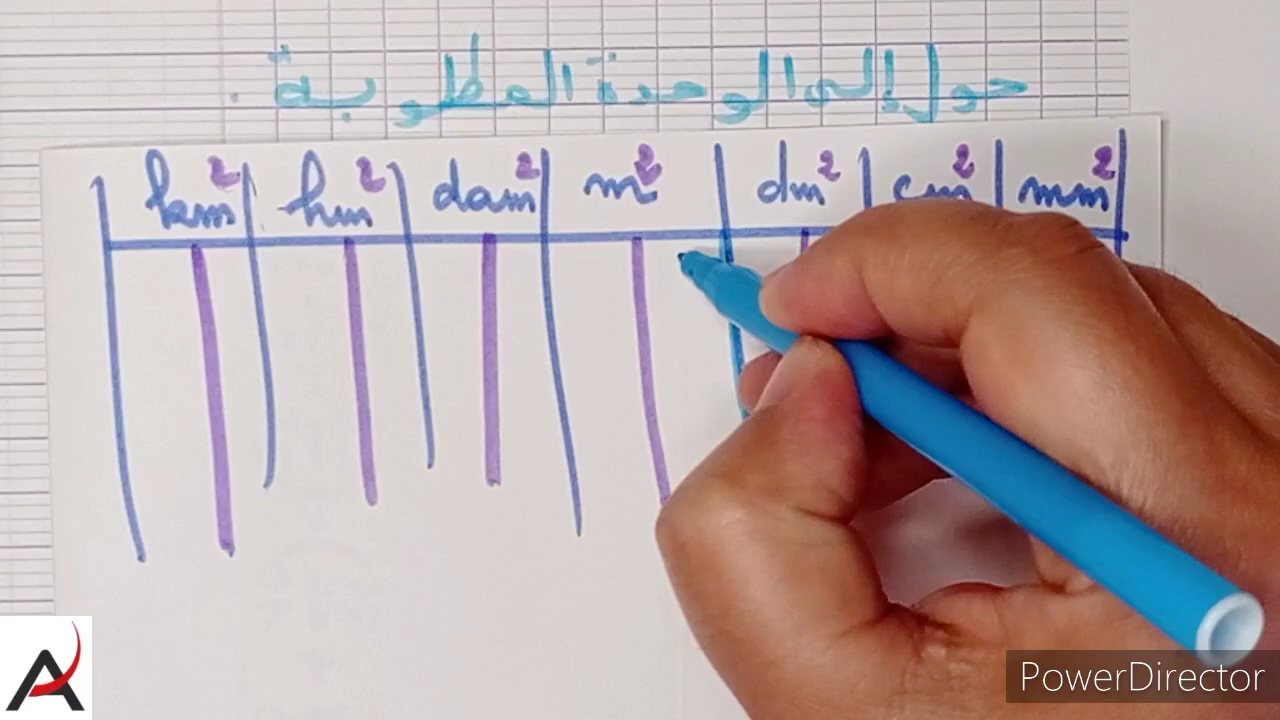 حول إلى الوحدة المطلوبة.
km² hm² dam² m² dm² cm² mm²
PowerDirector